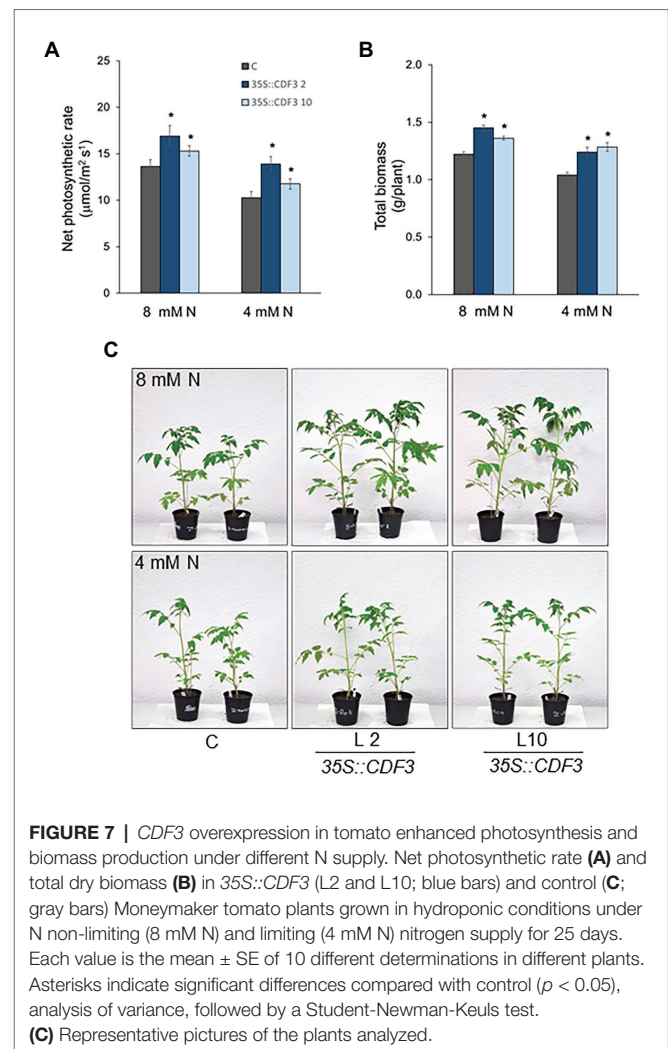 A
B
25
20
15
10
5
0
Net photosynthetic rate
(µmol/m² s¹)
C
35S::CDF3 2
35S::CDF3 10
* * * *
8 mM N 4 mM N
2.0
1.5
1.0
0.5
0.0
Total biomass
(g/plant)
* * * *
8 mM N 4 mM N
C
8 mM N
4 mM N
C L 2 L10
35S::CDF3 35S::CDF3
FIGURE 7 | CDF3 overexpression in tomato enhanced photosynthesis and
biomass production under different N supply. Net photosynthetic rate (A) and
total dry biomass (B) in 35S::CDF3 (L2 and L10; blue bars) and control (C;
gray bars) Moneymaker tomato plants grown in hydroponic conditions under
N non-limiting (8 mM N) and limiting (4 mM N) nitrogen supply for 25 days.
Each value is the mean ± SE of 10 different determinations in different plants.
Asterisks indicate significant differences compared with control (p < 0.05),
analysis of variance, followed by a Student-Newman-Keuls test.
(C) Representative pictures of the plants analyzed.